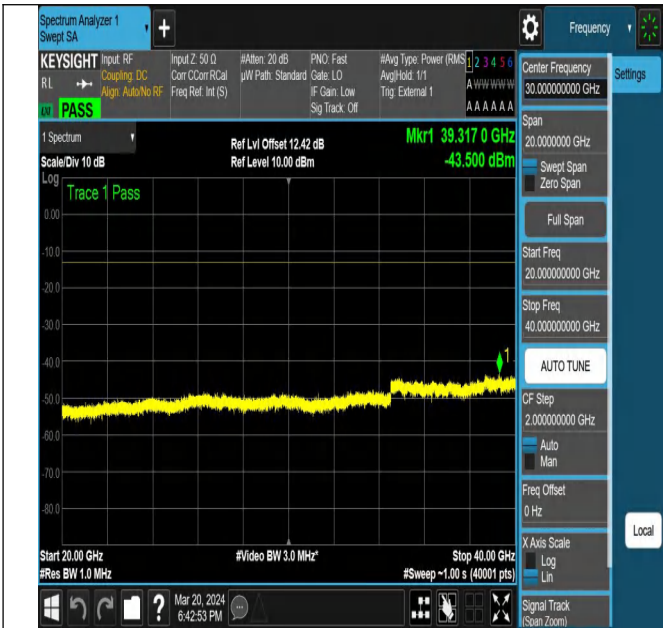 Spectrum Analyzer 1
Swept SA
+
Frequency
KEYSIGHT
RL
PASS
Input: RF
Coupling: DC
Align: Auto/No RF
Input Z: 50 Ω
Corr CCorr RCal
Freq Ref: Int (S)
#Atten: 20 dB
µW Path: Standard
PNO: Fast
Gate: LO
IF Gain: Low
Sig Track: Off
#Avg Type: Power (RMS
Avg|Hold: 1/1
Trig: External 1
1 2 3 4 5 6
A W W W W W
A A A A A A
Center Frequency
30.000000000 GHz
Settings
1 Spectrum
Scale/Div 10 dB
Ref Lvl Offset 12.42 dB
Ref Level 10.00 dBm
Mkr1 39.317 0 GHz
-43.500 dBm
Span
20.0000000 GHz
Swept Span
Zero Span
Log
Trace 1 Pass
Full Span
0.00
-10.0
-20.0
-30.0
-40.0
-50.0
-60.0
-70.0
-80.0
1
Start Freq
20.000000000 GHz
Stop Freq
40.000000000 GHz
AUTO TUNE
CF Step
2.000000000 GHz
Auto
Man
Freq Offset
0 Hz
Local
X Axis Scale
Log
Lin
Signal Track
(Span Zoom)
Start 20.00 GHz
#Res BW 1.0 MHz
#Video BW 3.0 MHz*
Stop 40.00 GHz
#Sweep ~1.00 s (40001 pts)
?
Mar 20, 2024
6:42:53 PM